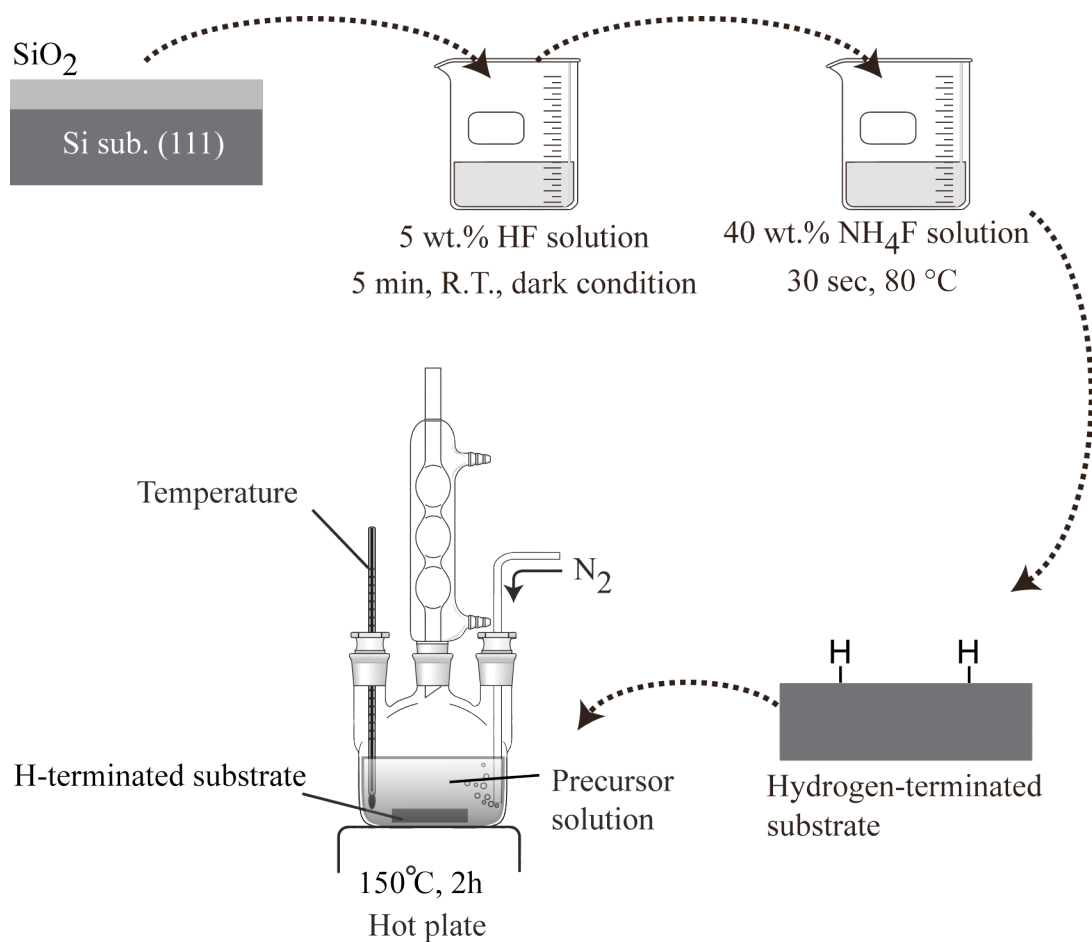 SiO2
Si sub. (111)
5 wt.% HF solution
5 min, R.T., dark condition
40 wt.% NH4F solution
30 sec, 80 °C
Temperature
N2
H H
H-terminated substrate
Precursor
solution
Hydrogen-terminated
substrate
150°C, 2h
Hot plate